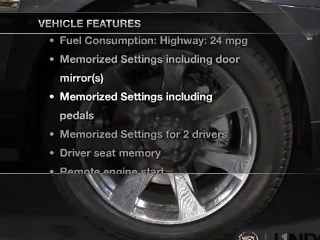 VEHICLE FEATURES
• Fuel Consumption: Highway: 24 mpg
• Memorized Settings including door
mirror(s)
• Memorized Settings including
pedals
• Memorized Settings for 2 drivers
• Driver seat memory
• Remote engine start